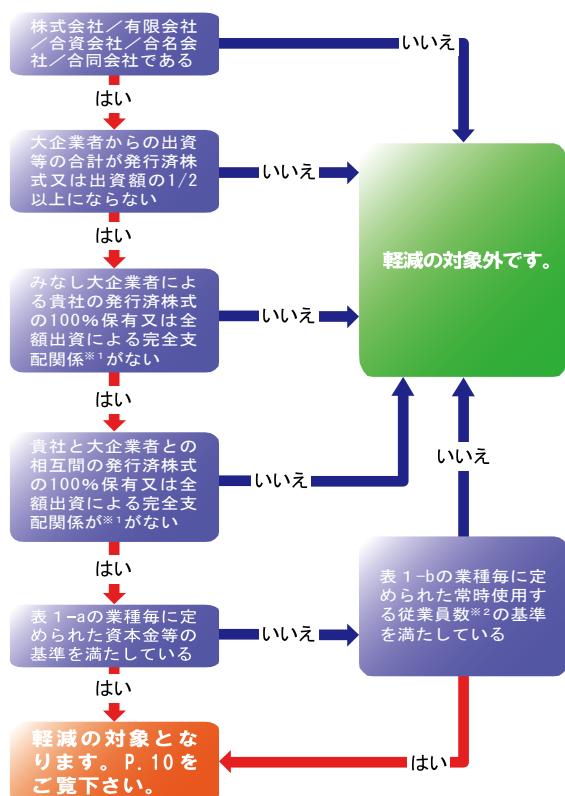 株式会社／有限会社
／合資会社／合名会
社／合同会社である
いいえ
はい
大企業者からの出資
等の合計が発行済株
式又は出資額の1/2
以上にならない
いいえ
はい
軽減の対象外です。
みなし大企業者によ
る貴社の発行済株式
の100％保有又は全
額出資による完全支
配関係※1がない
いいえ
はい
貴社と大企業者との
相互間の発行済株式
の100％保有又は全
額出資による完全支
配関係が※1がない
いいえ
いいえ
はい
表１−aの業種毎に定
められた資本金等の
基準を満たしている
いいえ
表１-bの業種毎に定
められた常時使用す
る従業員数※2の基準
を満たしている
はい
軽減の対象とな
ります。P.10を
ご覧下さい。
はい